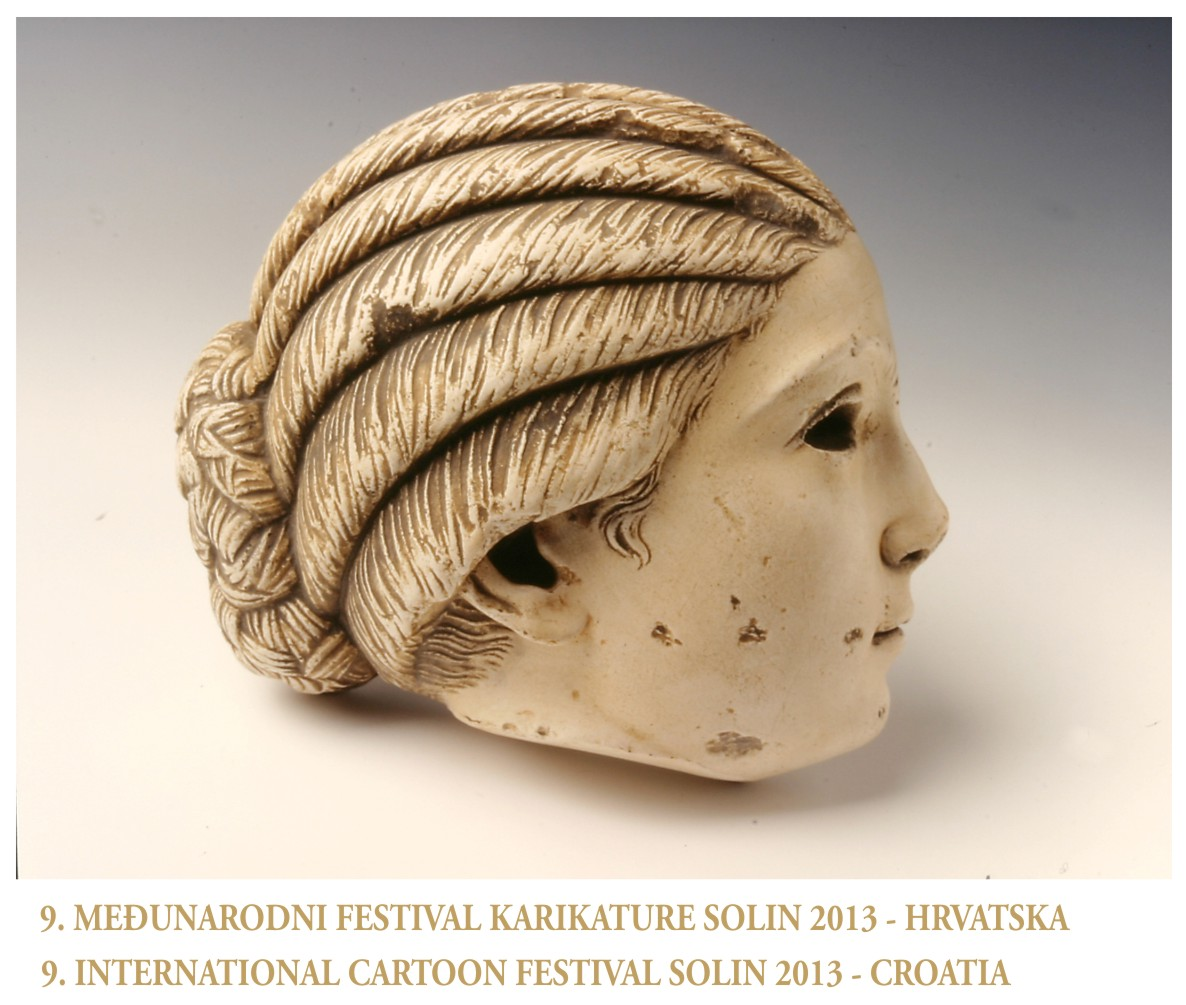 9. MEĐUNARODNI FESTIVAL KARIKATURE SOLIN 2013 - HRVATSKA
9. INTERNATIONAL CARTOON FESTIVAL SOLIN 2013 - CROATIA